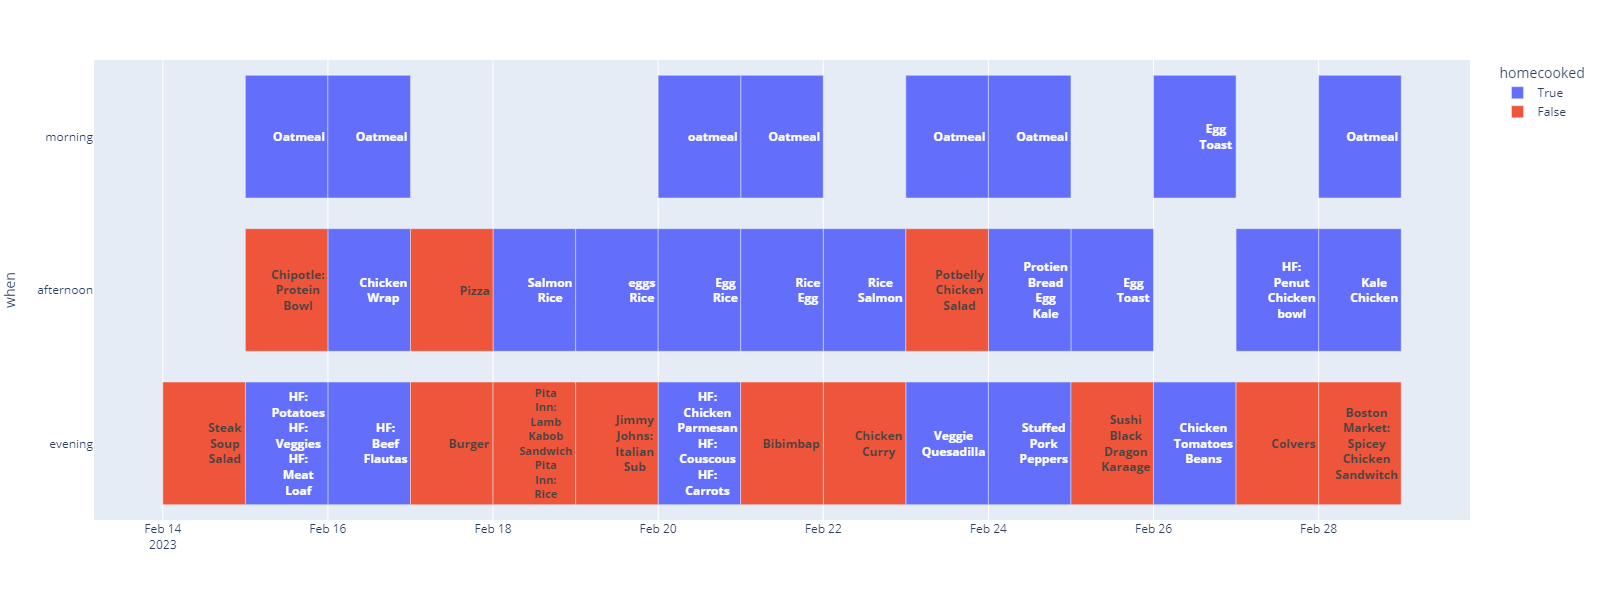 homecooked
True
False
when
morning
Oatmeal
Oatmeal
oatmeal
Oatmeal
Oatmeal
Oatmeal
Egg
Toast
Oatmeal
afternoon
Chipotle:
Protein
Bowl
Chicken
Wrap
Pizza
Salmon
Rice
eggs
Rice
Egg
Rice
Rice
Egg
Rice
Salmon
Potbelly
Chicken
Salad
Protien
Bread
Egg
Kale
Egg
Toast
HF:
Penut
Chicken
bowl
Kale
Chicken
evening
Steak
Soup
Salad
HF:
Potatoes
HF:
Veggies
HF:
Meat
Loaf
HF:
Beef
Flautas
Burger
Pita
Inn:
Lamb
Kabob
Sandwich
Pita
Inn:
Rice
Jimmy
Johns:
Italian
Sub
HF:
Chicken
Parmesan
HF:
Couscous
HF:
Carrots
Bibimbap
Chicken
Curry
Veggie
Quesadilla
Stuffed
Pork
Peppers
Sushi
Black
Dragon
Karaage
Chicken
Tomatoes
Beans
Colvers
Boston
Market:
Spicey
Chicken
Sandwitch
Feb 14
2023
Feb 16
Feb 18
Feb 20
Feb 22
Feb 24
Feb 26
Feb 28